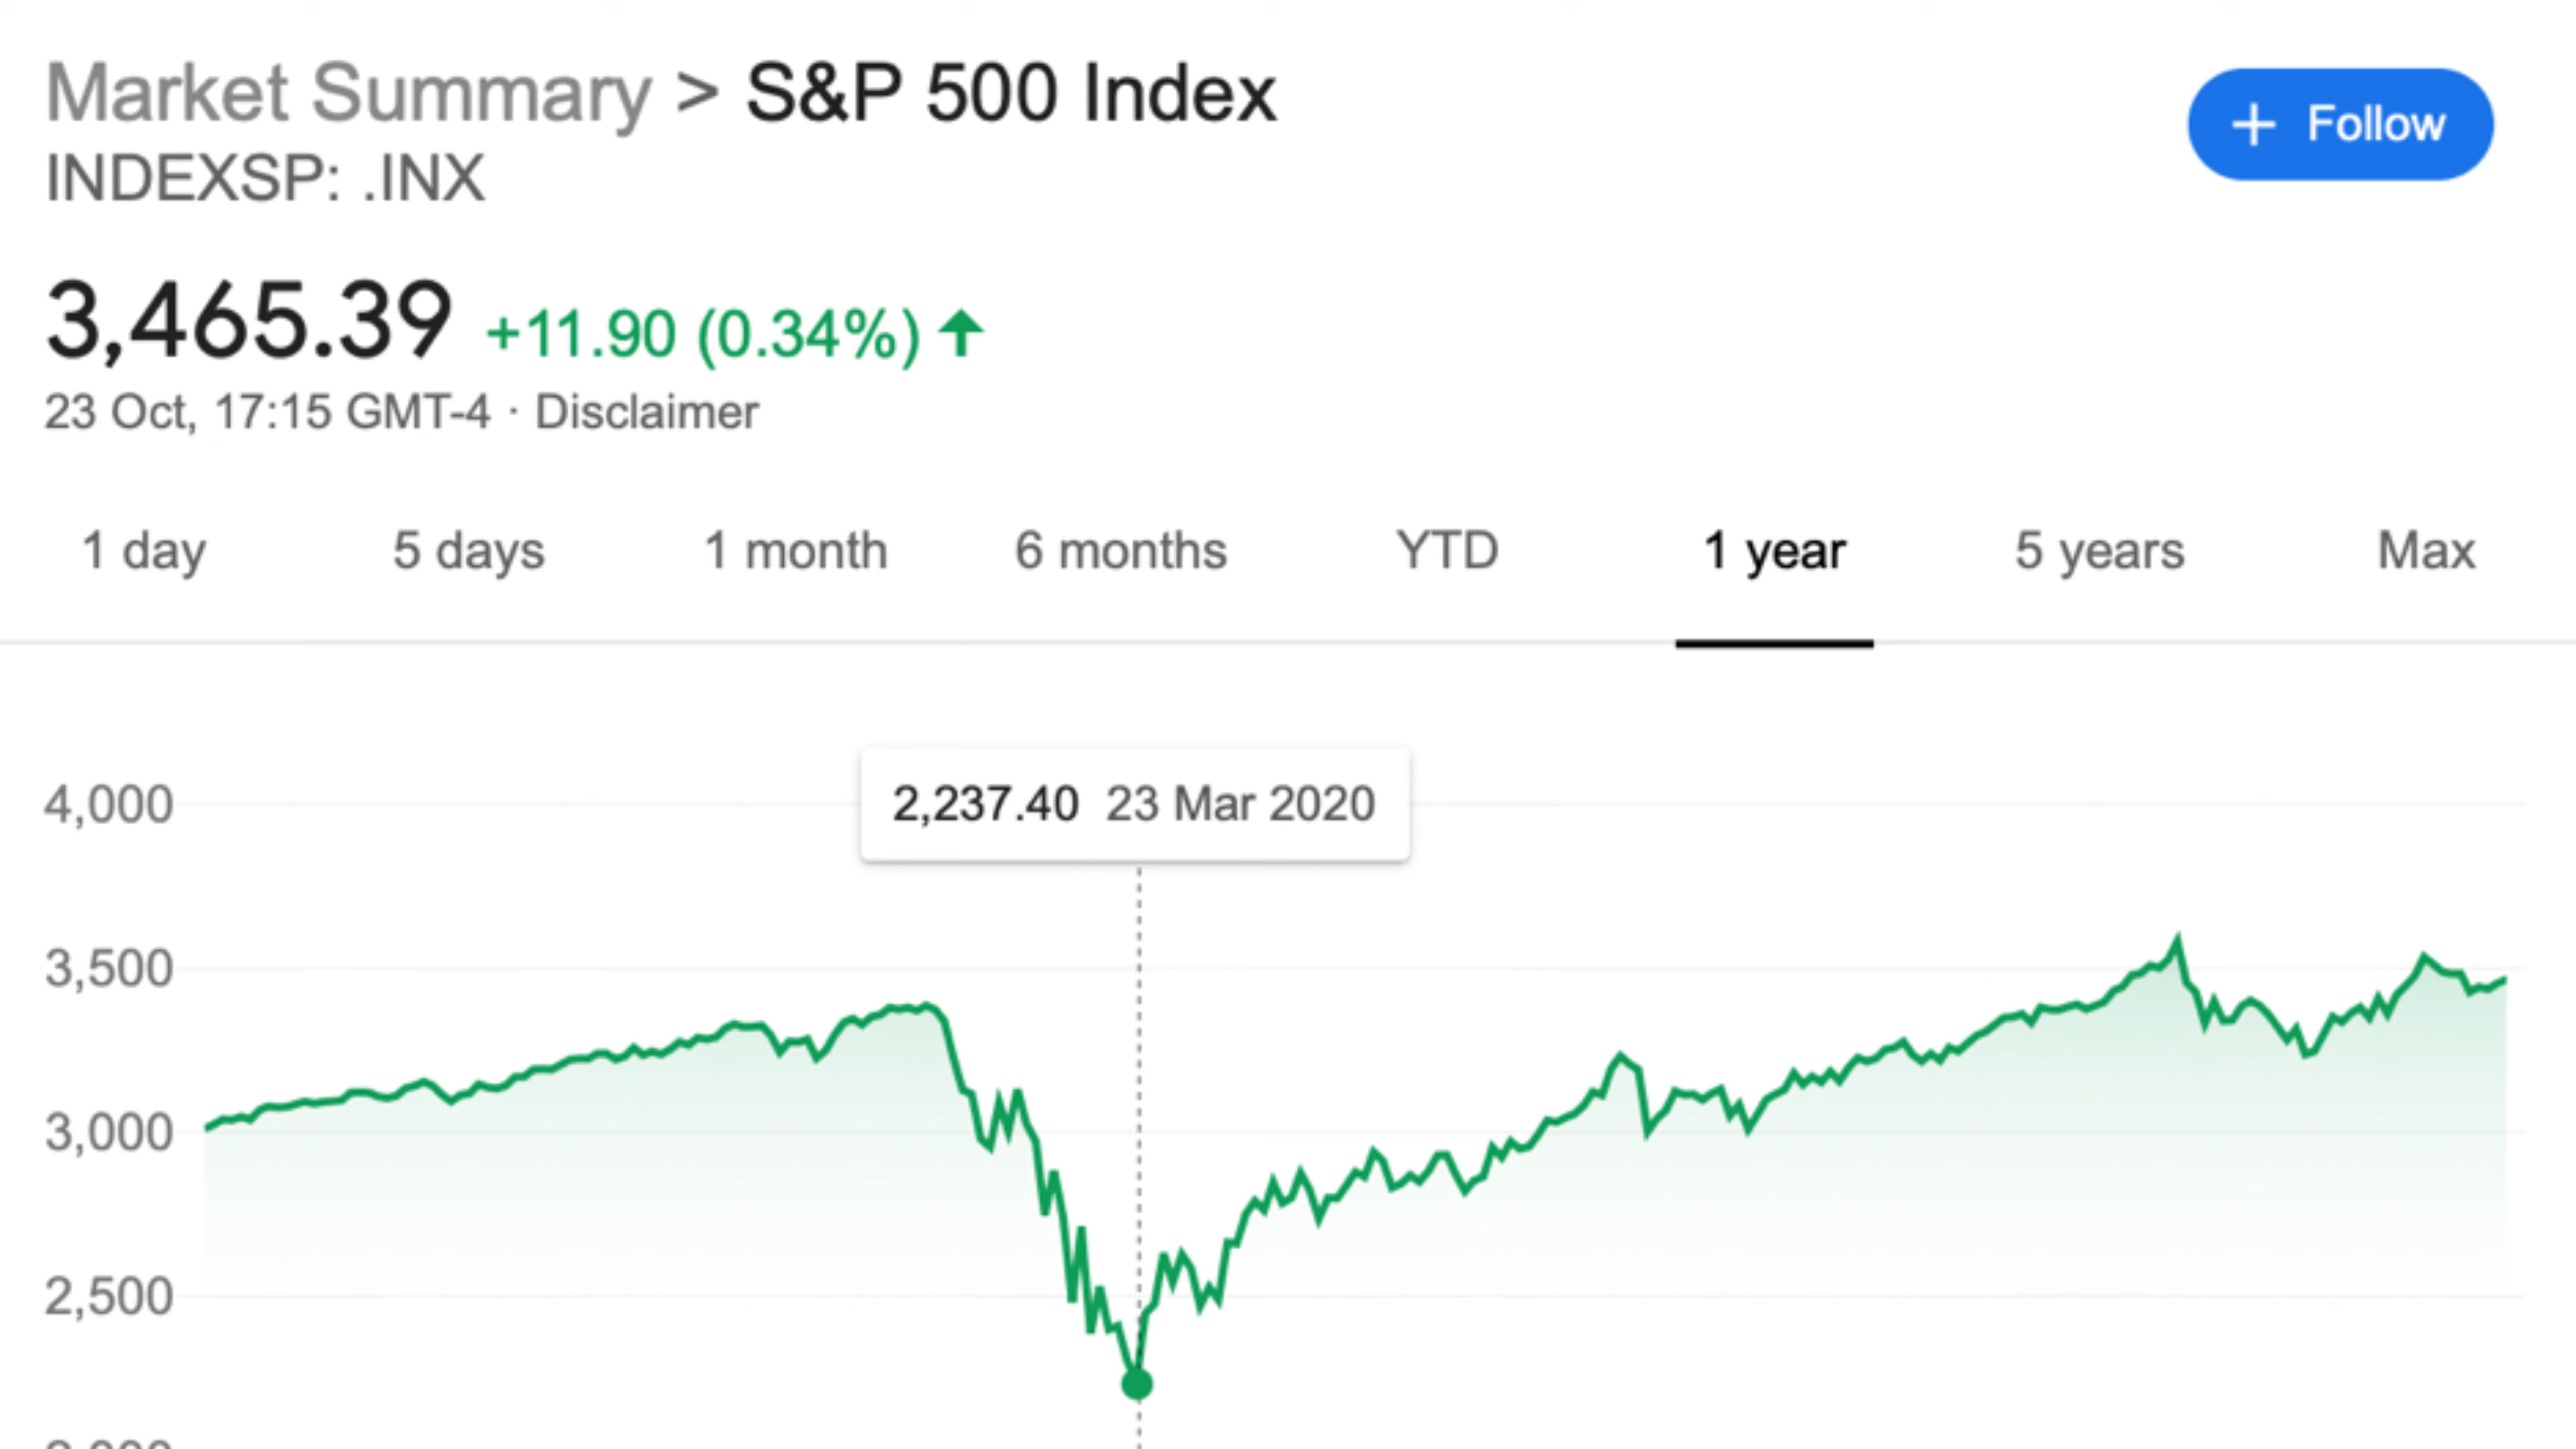 Market Summary > S&P 500 Index
+ Follow
INDEXSP: .INX
3,465.39 +11.90 (0.34%)
23 Oct, 17:15 GMT-4 · Disclaimer
1 day 5 days 1 month 6 months YTD 1 year 5 years Max
2,237.40 23 Mar 2020
4,000
3,500
3,000
2,500